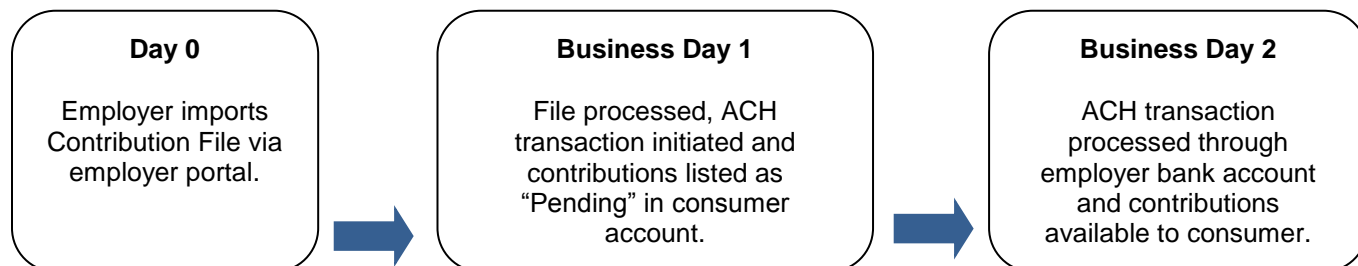 Day 0
Employer imports
Contribution File via
employer portal.
Business Day 1
File processed, ACH
transaction initiated and
contributions listed as
“Pending” in consumer
account.
Business Day 2
ACH transaction
processed through
employer bank account
and contributions
available to consumer.